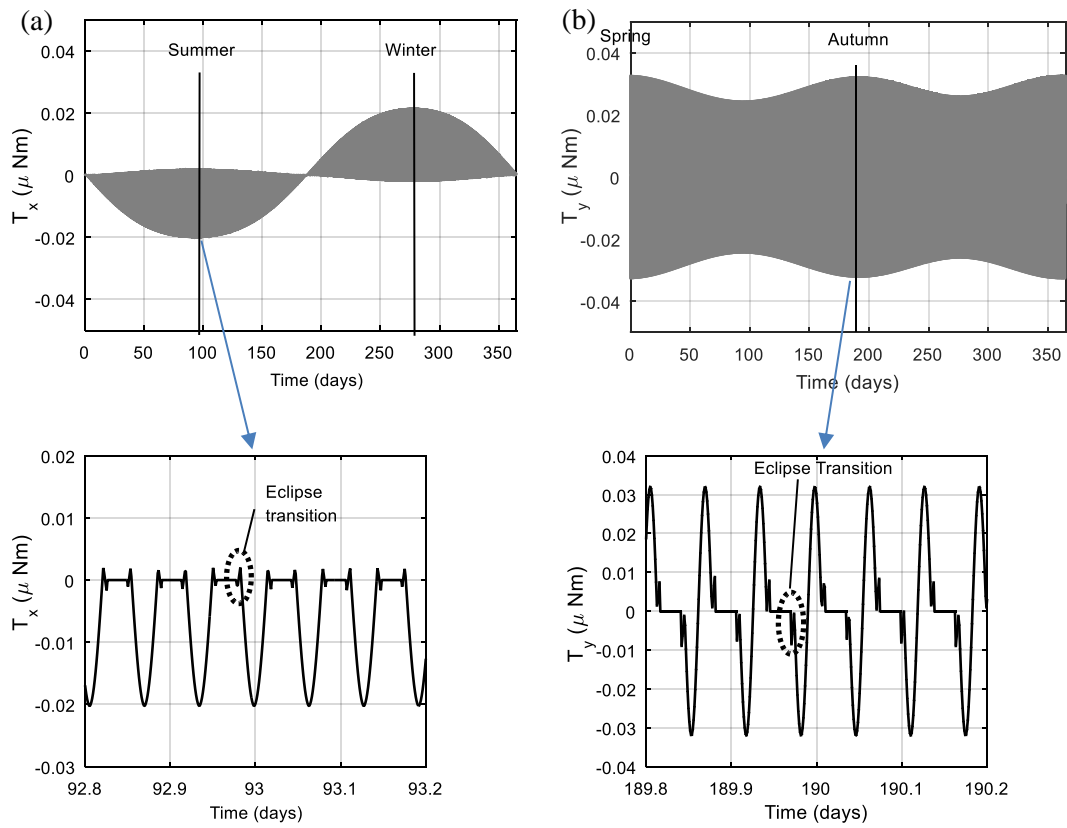 (a)
0.04
0.02
0
-0.02
-0.04
T x (μ Nm)
Summer
Winter
0 50 100 150 200 250 300 350
Time (days)
(b)
0.04
0.02
0
-0.02
-0.04
T y (μ Nm)
Spring
Autumn
0 50 100 150 200 250 300 350
Time (days)
0.02
0.01
0
-0.01
-0.02
-0.03
T x (μ Nm)
Eclipse
transition
92.8 92.9 93 93.1 93.2
Time (days)
0.04
0.03
0.02
0.01
0
-0.01
-0.02
-0.03
-0.04
T y (μ Nm)
Eclipse Transition
189.8 189.9 190 190.1 190.2
Time (days)